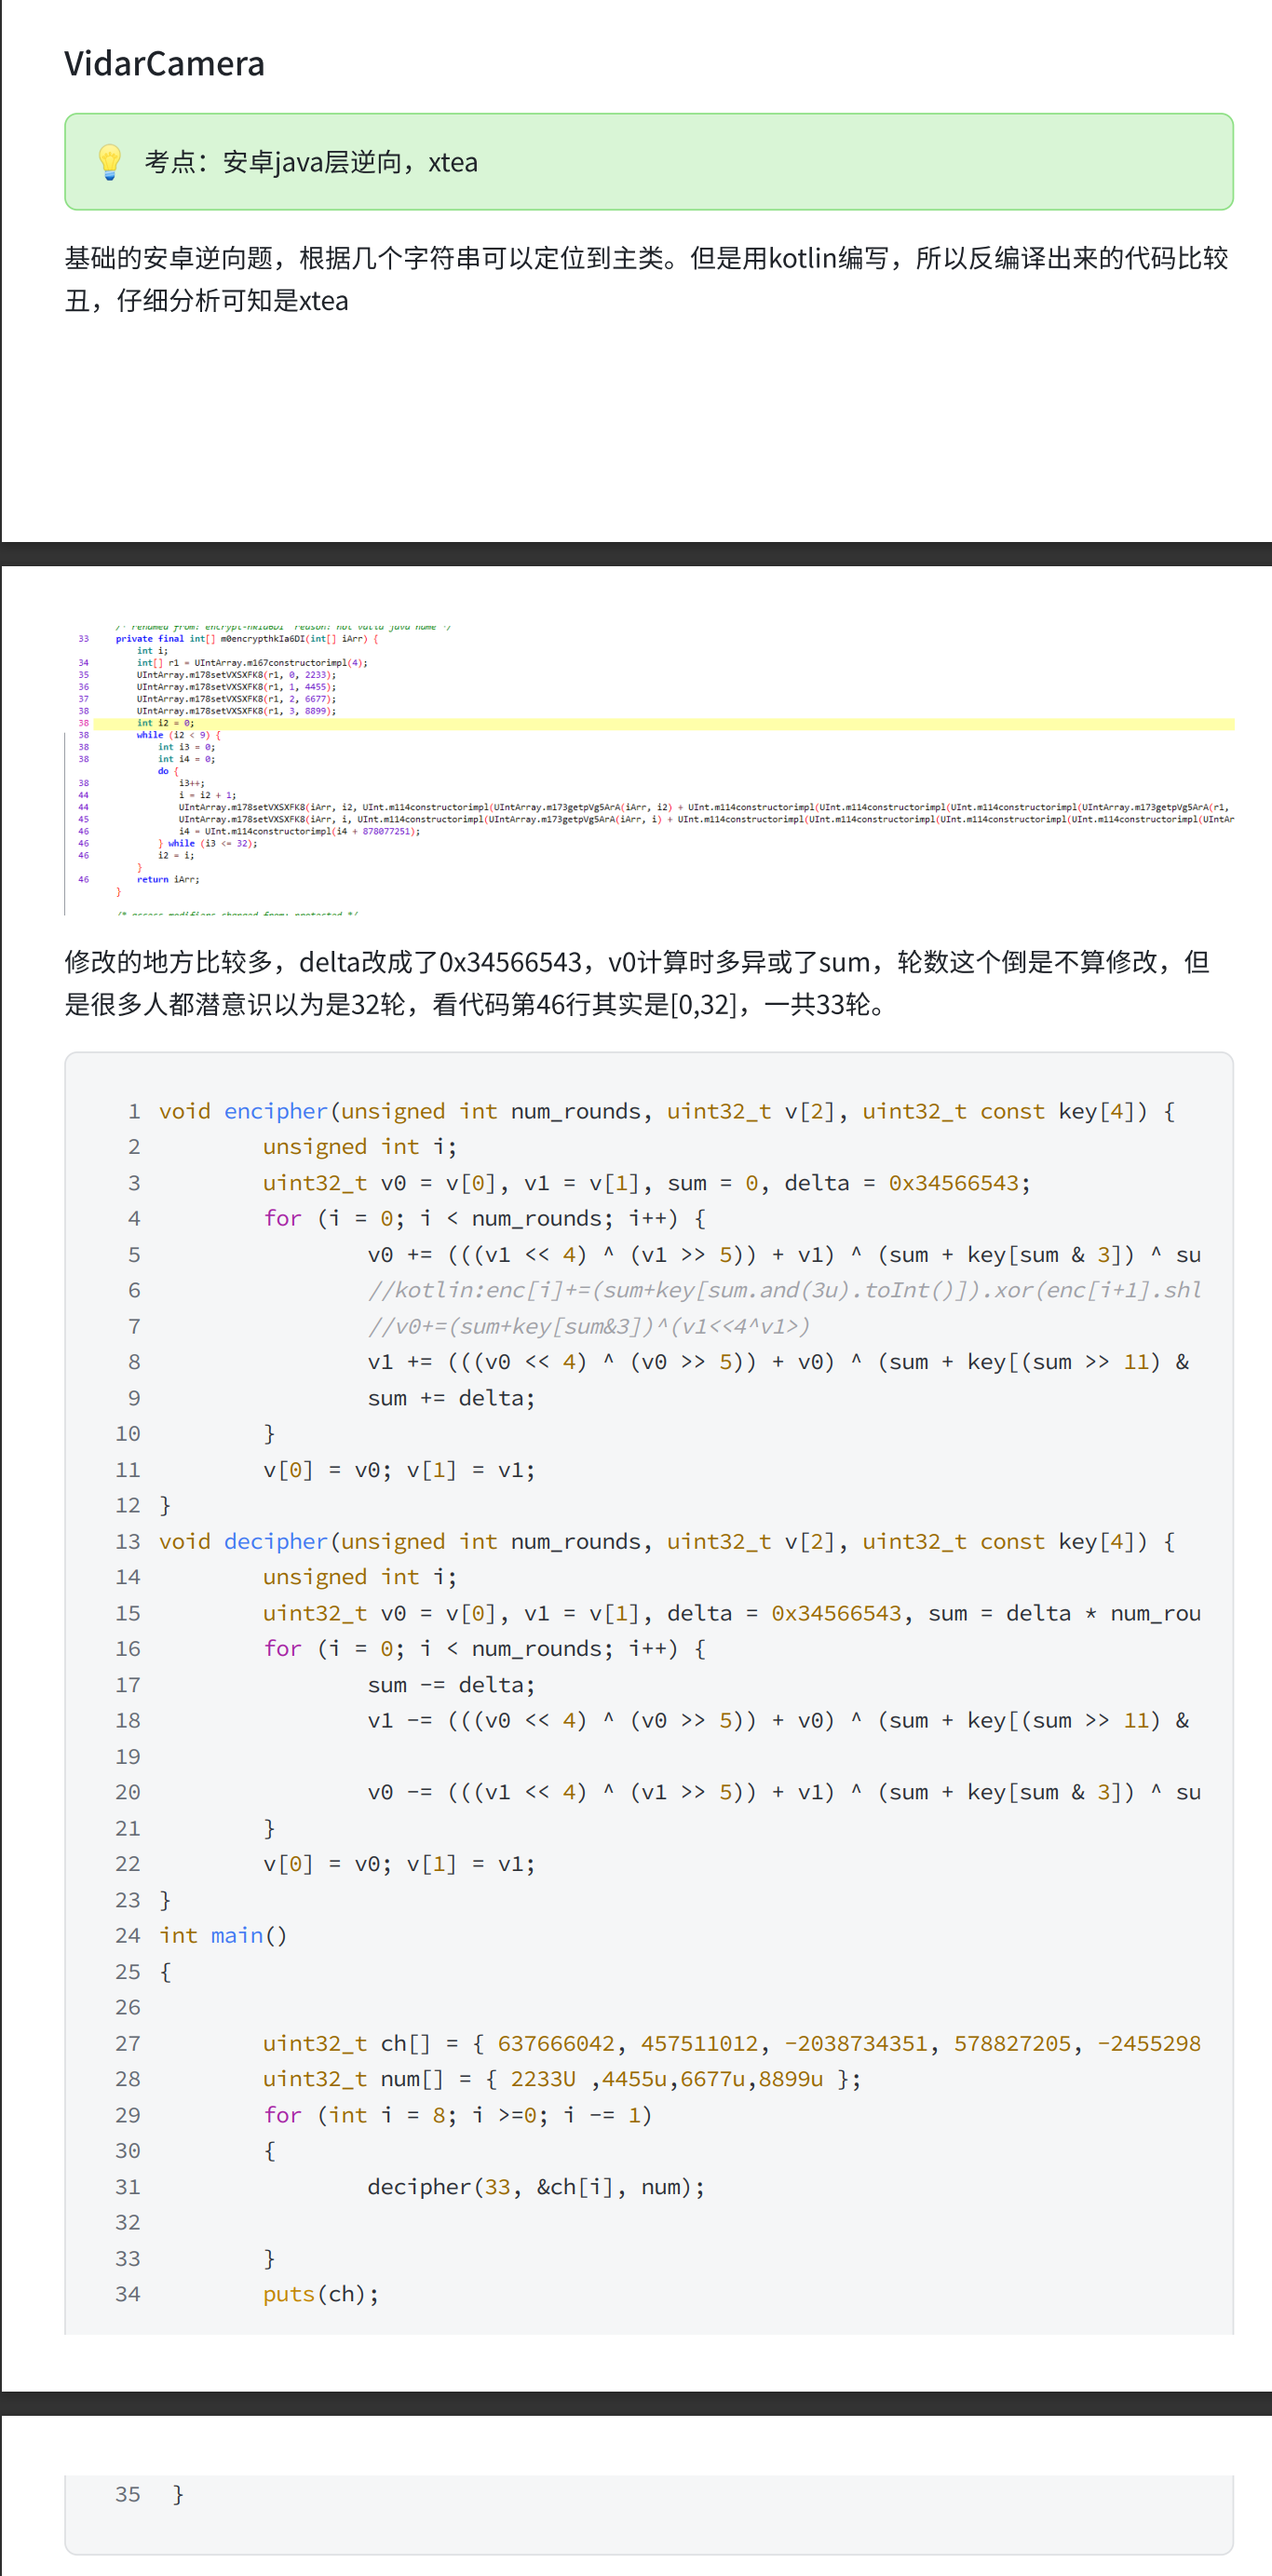 VidarCamera
💡 考点：安卓java层逆向，xtea
基础的安卓逆向题，根据几个字符串可以定位到主类。但是用kotlin编写，所以反编译出来的代码比较
丑，仔细分析可知是xtea
/* renamed from: encrypt-hkIa6DI  reason: not valid java name */
33 private final int[] m0encrypthkIa6DI(int[] iArr) {
int i;
34 int[] r1 = UIntArray.m167constructorimpl(4);
35 UIntArray.m178setVXSXFK8(r1, 0, 2233);
36 UIntArray.m178setVXSXFK8(r1, 1, 4455);
37 UIntArray.m178setVXSXFK8(r1, 2, 6677);
38 UIntArray.m178setVXSXFK8(r1, 3, 8899);
38 int i2 = 0;
38 while (i2 < 9) {
38 int i3 = 0;
38 int i4 = 0;
do {
38 i3++;
44 i = i2 + 1;
44 UIntArray.m178setVXSXFK8(iArr, i2, UInt.m114constructorimpl(UIntArray.m173getpVg5ArA(iArr, i2) + UInt.m114constructorimpl(UInt.m114constructorimpl(UInt.m114constructorimpl(UIntArray.m173getpVg5ArA(r1,
45 UIntArray.m178setVXSXFK8(iArr, i, UInt.m114constructorimpl(UIntArray.m173getpVg5ArA(iArr, i) + UInt.m114constructorimpl(UInt.m114constructorimpl(UInt.m114constructorimpl(UInt.m114constructorimpl(UIntAr
46 i4 = UInt.m114constructorimpl(i4 + 878077251);
46 } while (i3 <= 32);
46 i2 = i;
}
46 return iArr;
}
/* access modifiers changed from: protected */
修改的地方比较多，delta改成了0x34566543，v0计算时多异或了sum，轮数这个倒是不算修改，但
是很多人都潜意识以为是32轮，看代码第46行其实是[0,32]，一共33轮。
1 void encipher(unsigned int num_rounds, uint32_t v[2], uint32_t const key[4]) {
2 unsigned int i;
3 uint32_t v0 = v[0], v1 = v[1], sum = 0, delta = 0x34566543;
4 for (i = 0; i < num_rounds; i++) {
5 v0 += (((v1 << 4) ^ (v1 >> 5)) + v1) ^ (sum + key[sum & 3]) ^ su
6 //kotlin:enc[i]+=(sum+key[sum.and(3u).toInt()]).xor(enc[i+1].shl
7 //v0+=(sum+key[sum&3])^(v1<<4^v1>)
8 v1 += (((v0 << 4) ^ (v0 >> 5)) + v0) ^ (sum + key[(sum >> 11) &
9 sum += delta;
10 }
11 v[0] = v0; v[1] = v1;
12 }
13 void decipher(unsigned int num_rounds, uint32_t v[2], uint32_t const key[4]) {
14 unsigned int i;
15 uint32_t v0 = v[0], v1 = v[1], delta = 0x34566543, sum = delta * num_rou
16 for (i = 0; i < num_rounds; i++) {
17 sum -= delta;
18 v1 -= (((v0 << 4) ^ (v0 >> 5)) + v0) ^ (sum + key[(sum >> 11) &
19
20 v0 -= (((v1 << 4) ^ (v1 >> 5)) + v1) ^ (sum + key[sum & 3]) ^ su
21 }
22 v[0] = v0; v[1] = v1;
23 }
24 int main()
25 {
26
27 uint32_t ch[] = { 637666042, 457511012, -2038734351, 578827205, -2455298
28 uint32_t num[] = { 2233U ,4455u,6677u,8899u };
29 for (int i = 8; i >=0; i -= 1)
30 {
31 decipher(33, &ch[i], num);
32
33 }
34 puts(ch);
35 }